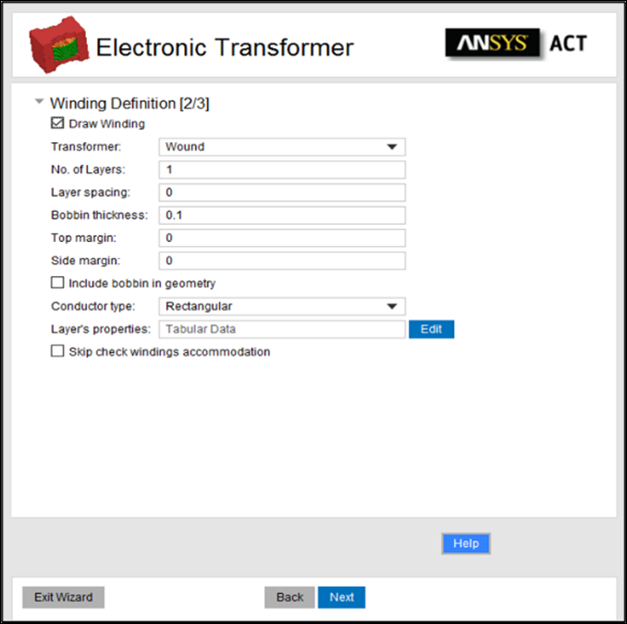 Electronic Transformer
ANSYS ACT
Winding Definition [2/3]
Draw Winding
Transformer: Wound
No. of Layers: 1
Layer spacing: 0
Bobbin thickness: 0.1
Top margin: 0
Side margin: 0
Include bobbin in geometry
Conductor type: Rectangular
Layer's properties: Tabular Data Edit
Skip check windings accommodation
Help
Exit Wizard Back Next